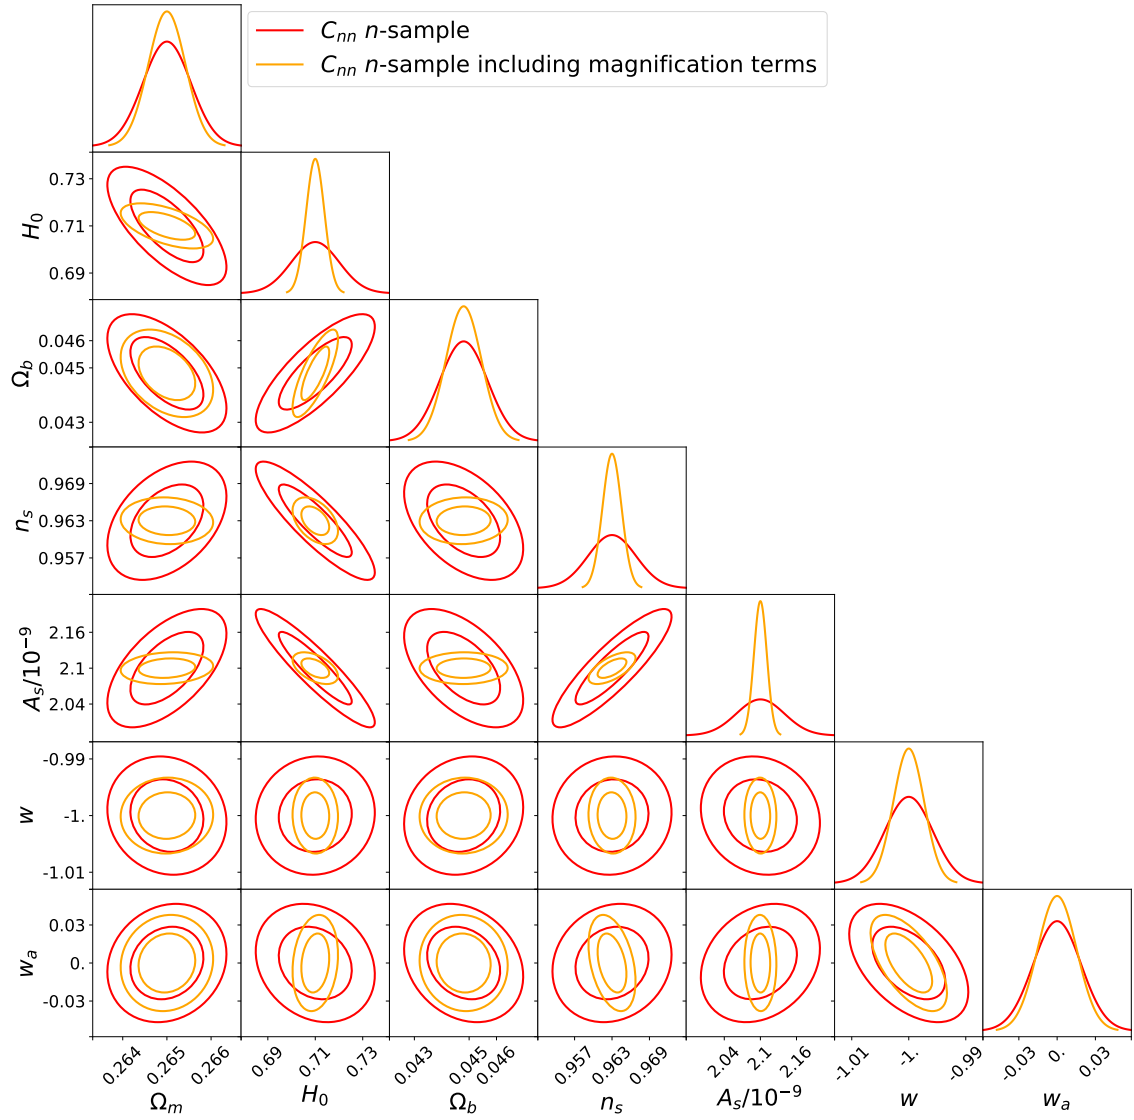 C_nn n-sample
C_nn n-sample including magnification terms
H_0
0.73
0.71
0.69
Ω_b
0.046
0.045
0.043
n_s
0.969
0.963
0.957
A_s/10^−9
2.16
2.1
2.04
w
-0.99
-1.
-1.01
w_a
0.03
0.
-0.03
0.264 0.265 0.266 0.69 0.71 0.73 0.043 0.045 0.046 0.957 0.963 0.969 2.04 2.1 2.16 -1.01 -1. -0.99 -0.03 0. 0.03
Ω_m H_0 Ω_b n_s A_s/10^−9 w w_a